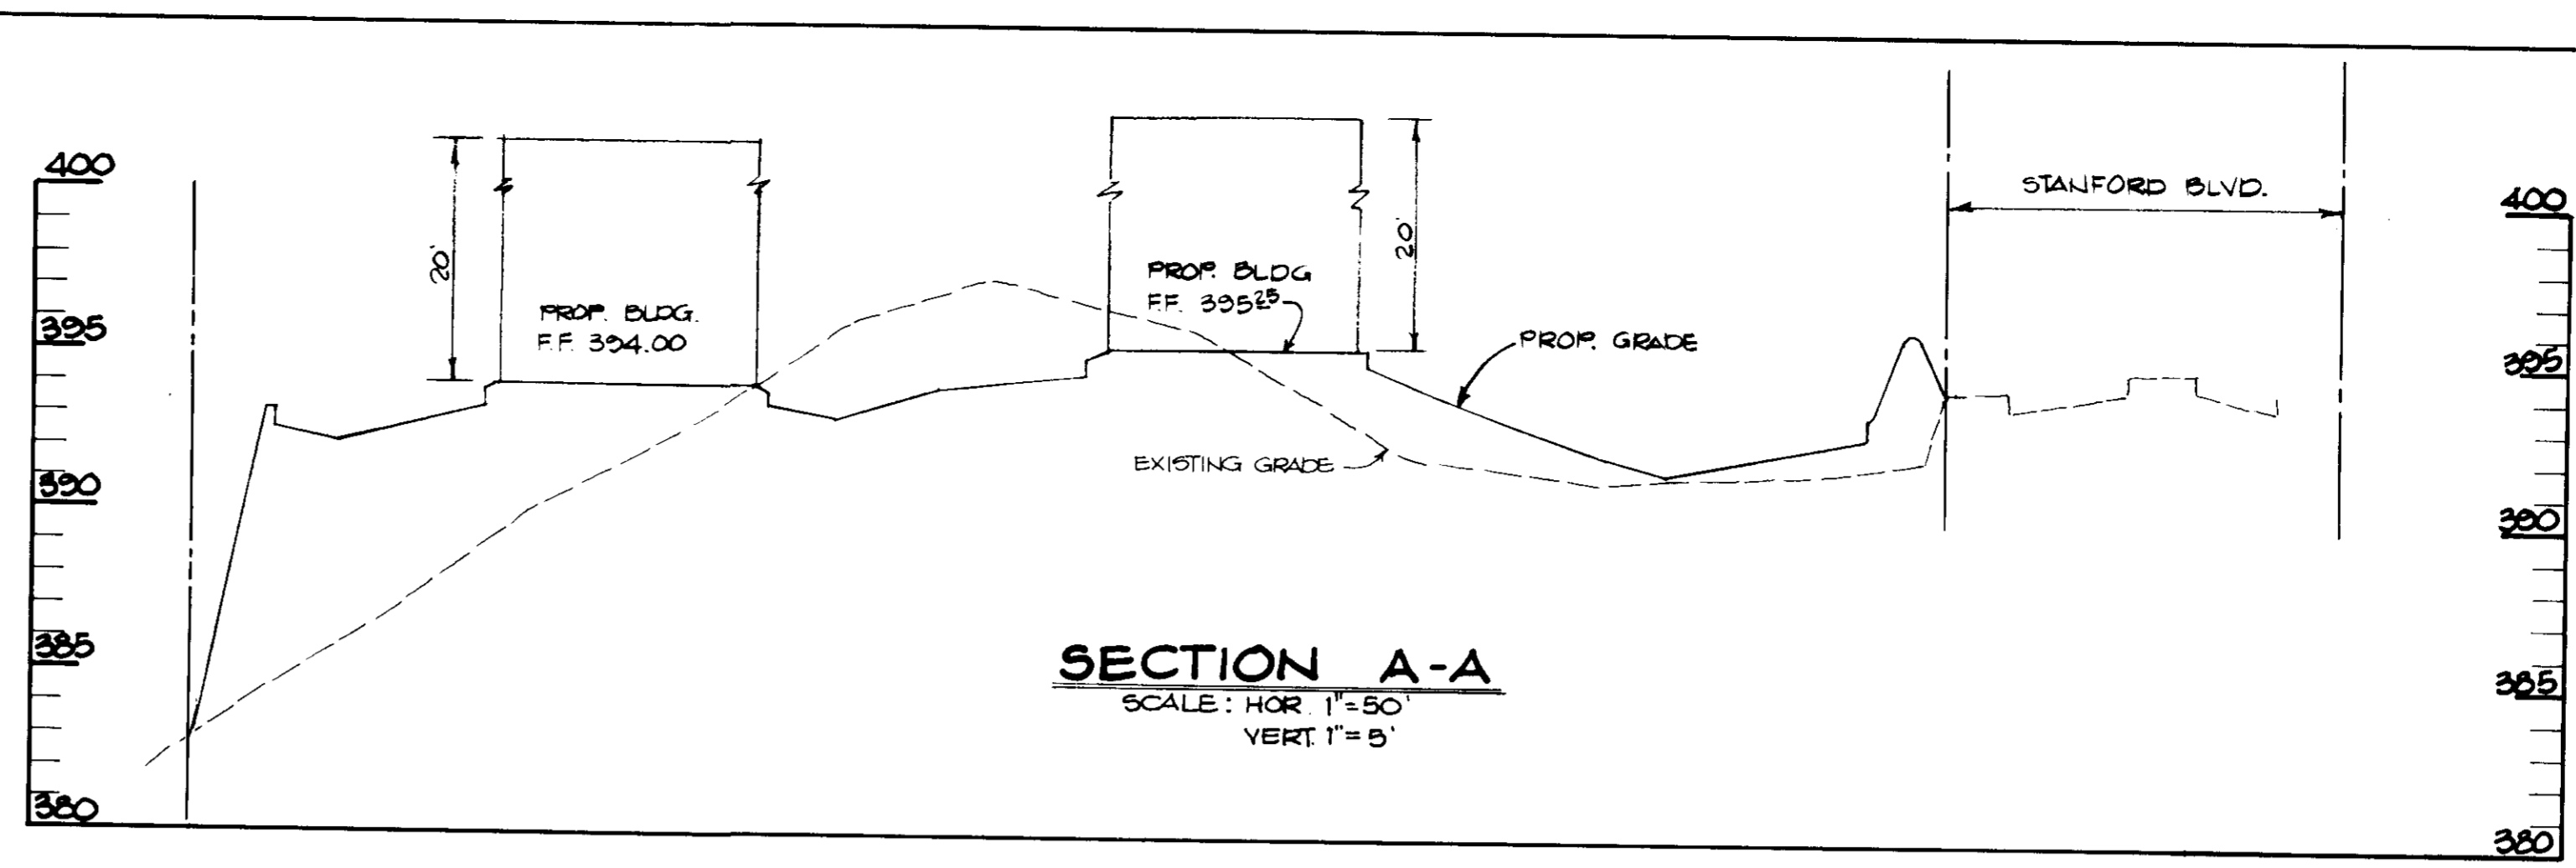 400
395
390
385
380
20'
PROP. BLDG.
F.F. 394.00
PROP. BLDG
F.F. 395.25
20'
EXISTING GRADE
PROP. GRADE
STANFORD BLVD.
400
395
390
385
380
SECTION A-A
SCALE: HOR. 1"=50'
VERT. 1"=5'